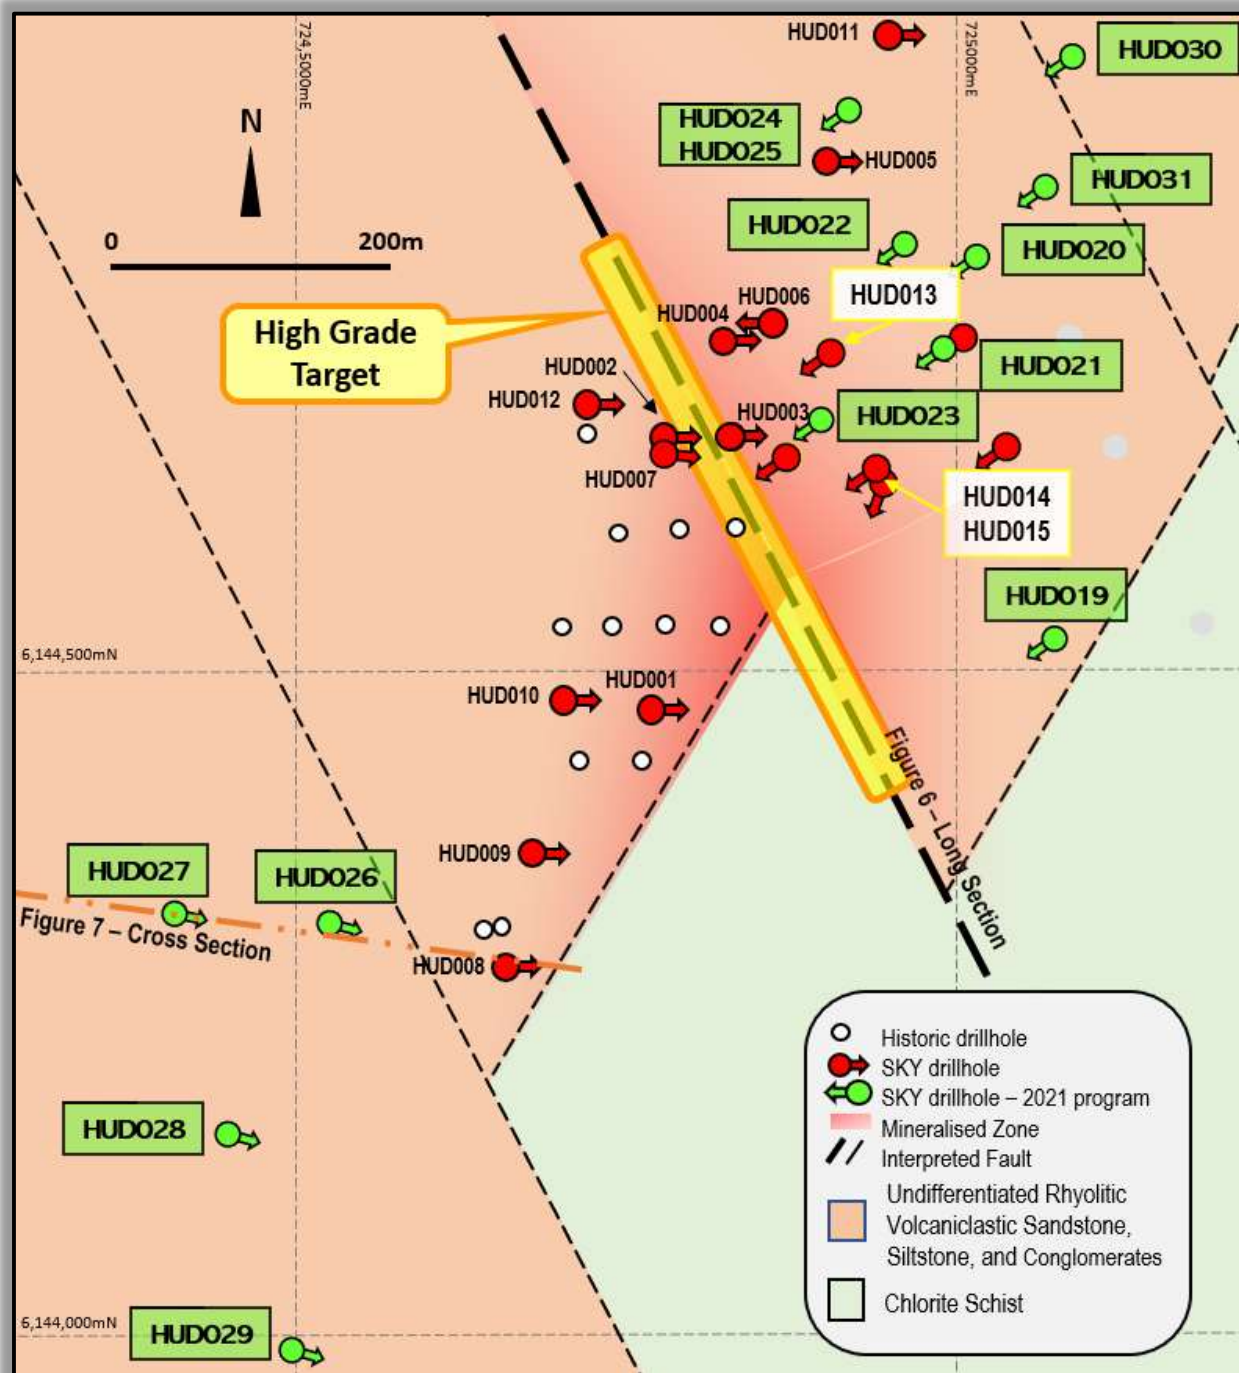 HUD011
724,5000mE
725000mE
HUD030
N
HUD024
HUD025
HUD005
HUD031
0
200m
HUD022
HUD020
HUD013
HUD006
HUD004
High Grade
Target
HUD002
HUD021
HUD012
HUD003
HUD023
HUD007
HUD014
HUD015
HUD019
6,144,500mN
HUD010
HUD001
Figure 6 – Long Section
HUD009
HUD027
HUD026
Figure 7 – Cross Section
HUD008
Historic drillhole
SKY drillhole
SKY drillhole – 2021 program
Mineralised Zone
Interpreted Fault
Undifferentiated Rhyolitic
Volcaniclastic Sandstone,
Siltstone, and Conglomerates
Chlorite Schist
HUD028
6,144,000mN
HUD029